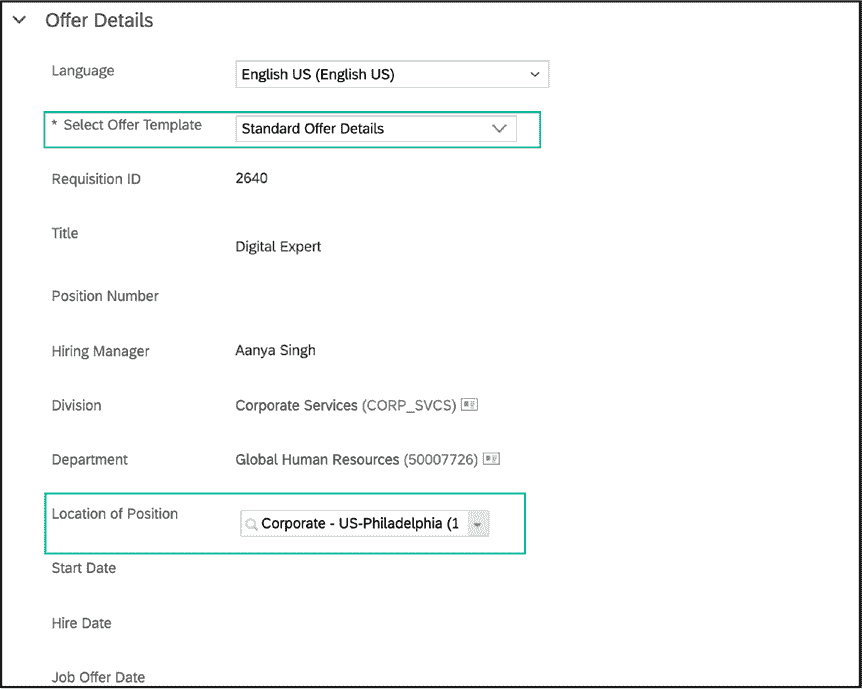 Offer Details
Language English US (English US)
* Select Offer Template Standard Offer Details
Requisition ID 2640
Title Digital Expert
Position Number
Hiring Manager Aanya Singh
Division Corporate Services (CORP_SVCS)
Department Global Human Resources (50007726)
Location of Position Corporate - US-Philadelphia (1
Start Date
Hire Date
Job Offer Date